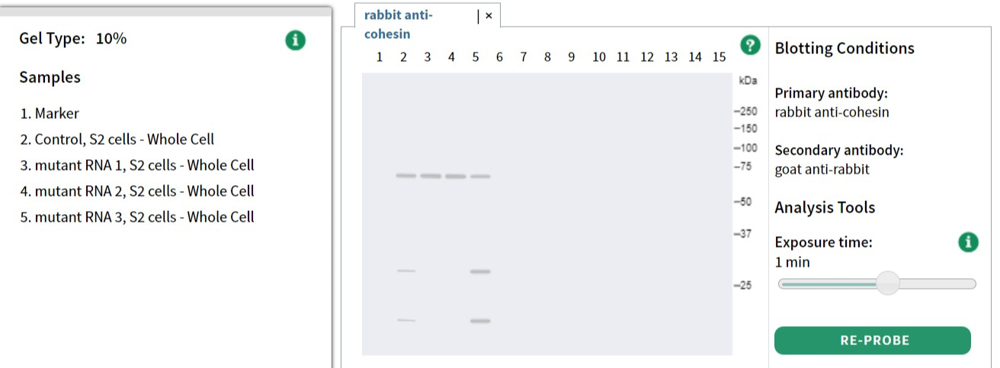 Gel Type: 10%
Samples
1. Marker
2. Control, S2 cells - Whole Cell
3. mutant RNA 1, S2 cells - Whole Cell
4. mutant RNA 2, S2 cells - Whole Cell
5. mutant RNA 3, S2 cells - Whole Cell
rabbit anti-
cohesin
| ×
1 2 3 4 5 6 7 8 9 10 11 12 13 14 15
kDa
–250
–150
–100
–75
–50
–37
–25
Blotting Conditions
Primary antibody:
rabbit anti-cohesin
Secondary antibody:
goat anti-rabbit
Analysis Tools
Exposure time:
1 min
RE-PROBE